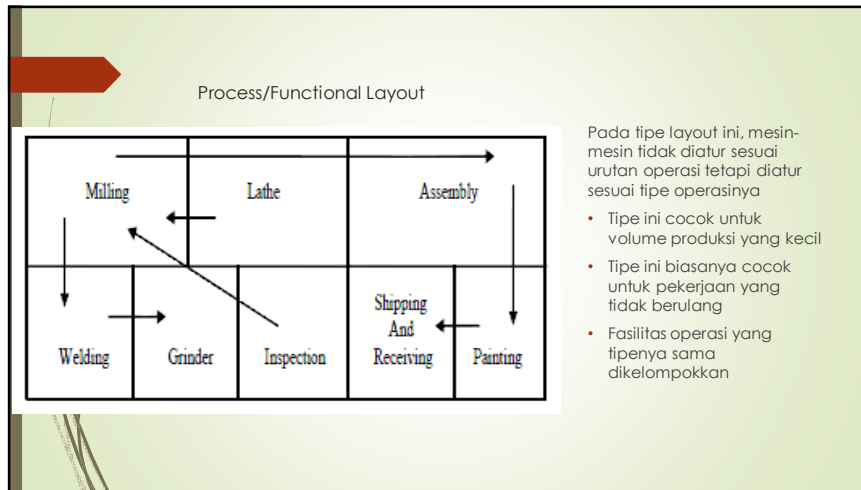 Process/Functional Layout
Milling
Lathe
Assembly
Welding
Grinder
Inspection
Shipping
And
Receiving
Painting
Pada tipe layout ini, mesin-
mesin tidak diatur sesuai
urutan operasi tetapi diatur
sesuai tipe operasinya
• Tipe ini cocok untuk
volume produksi yang kecil
• Tipe ini biasanya cocok
untuk pekerjaan yang
tidak berulang
• Fasilitas operasi yang
tipenya sama
dikelompokkan